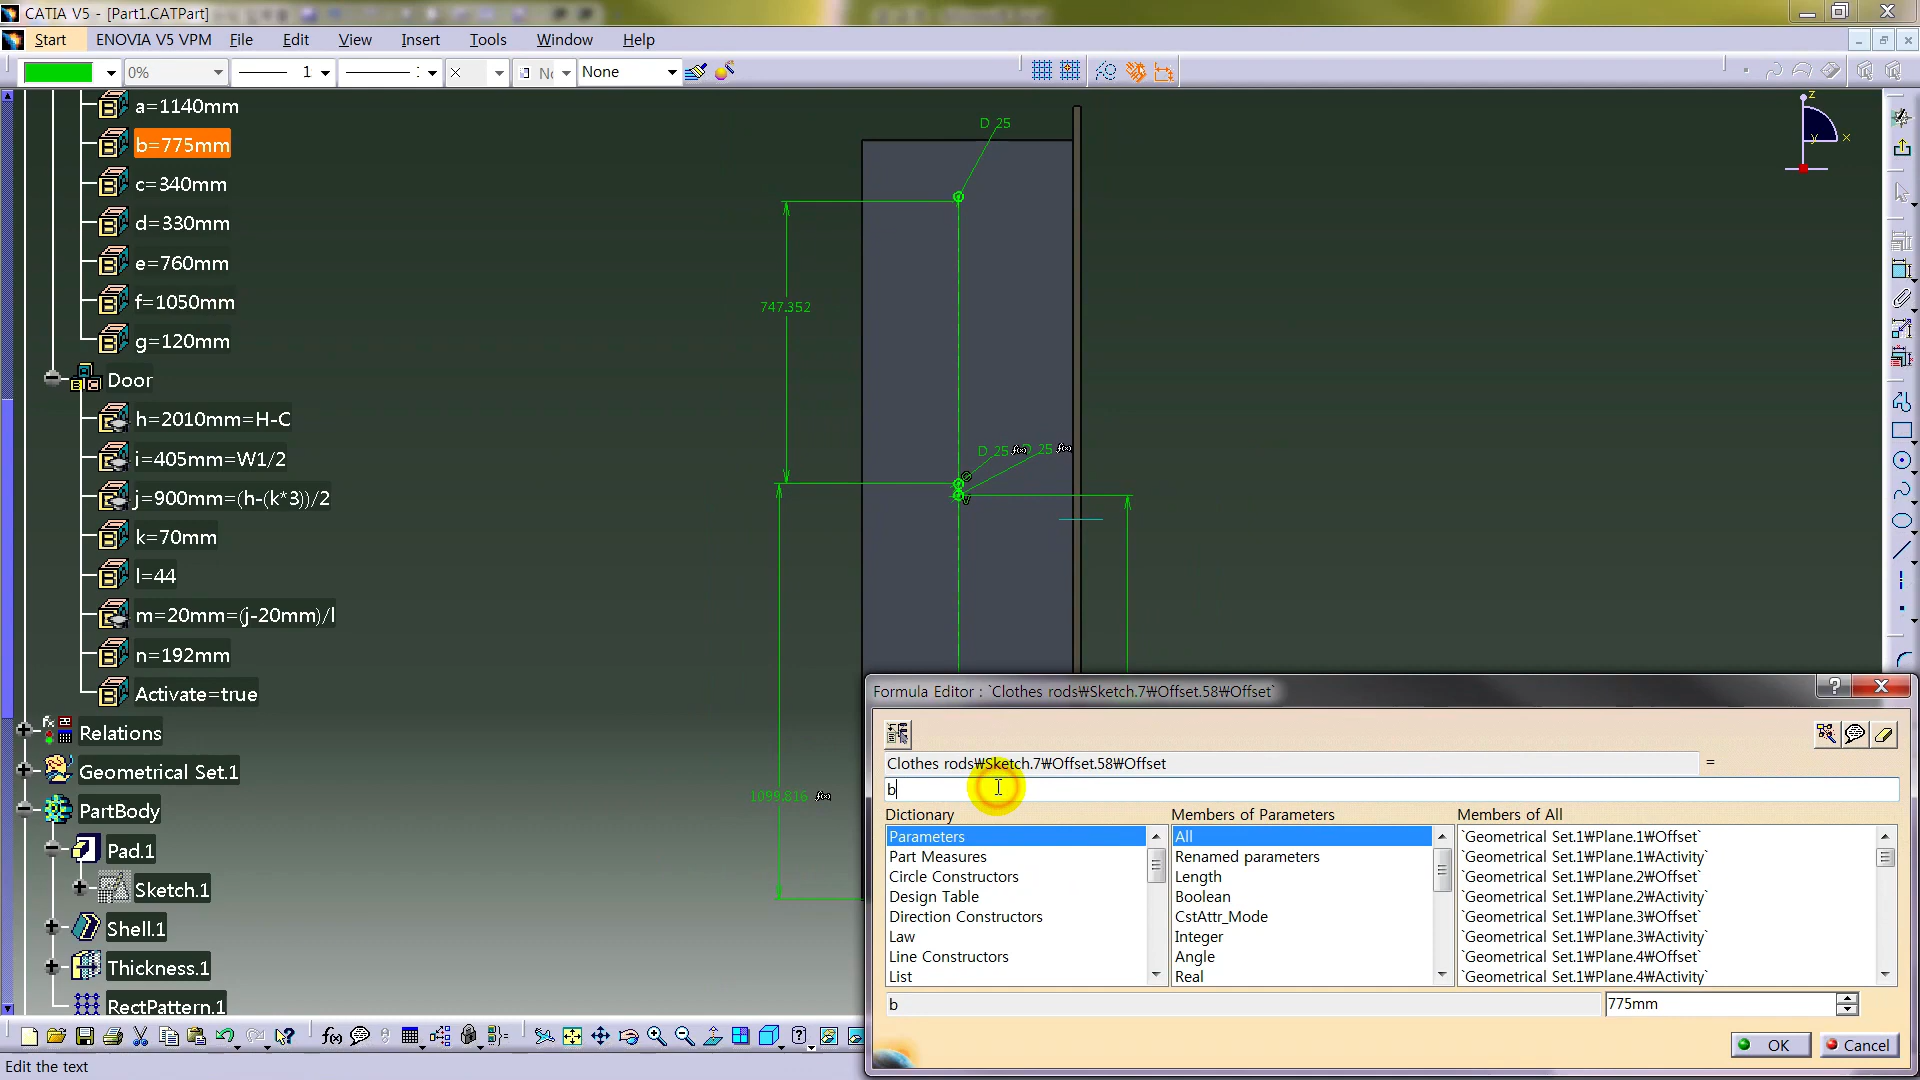 CATIA V5 - [Part1.CATPart]
Start ENOVIA V5 VPM File Edit View Insert Tools Window Help
0% 1 None
a=1140mm
b=775mm
c=340mm
d=330mm
e=760mm
f=1050mm
g=120mm
Door
h=2010mm=H-C
i=405mm=W1/2
j=900mm=(h-(k*3))/2
k=70mm
l=44
m=20mm=(j-20mm)/l
n=192mm
Activate=true
Relations
Geometrical Set.1
PartBody
Pad.1
Sketch.1
Shell.1
Thickness.1
RectPattern.1
D 25
747.352
D 25 f(x) D 25 f(x)
1099.816 f(x)
z
x
y
Formula Editor : `Clothes rods₩Sketch.7₩Offset.58₩Offset`
Clothes rods₩Sketch.7₩Offset.58₩Offset =
b
Dictionary Members of Parameters Members of All
Parameters All `Geometrical Set.1₩Plane.1₩Offset`
Part Measures Renamed parameters `Geometrical Set.1₩Plane.1₩Activity`
Circle Constructors Length `Geometrical Set.1₩Plane.2₩Offset`
Design Table Boolean `Geometrical Set.1₩Plane.2₩Activity`
Direction Constructors CstAttr_Mode `Geometrical Set.1₩Plane.3₩Offset`
Law Integer `Geometrical Set.1₩Plane.3₩Activity`
Line Constructors Angle `Geometrical Set.1₩Plane.4₩Offset`
List Real `Geometrical Set.1₩Plane.4₩Activity`
b 775mm
OK Cancel
Edit the text